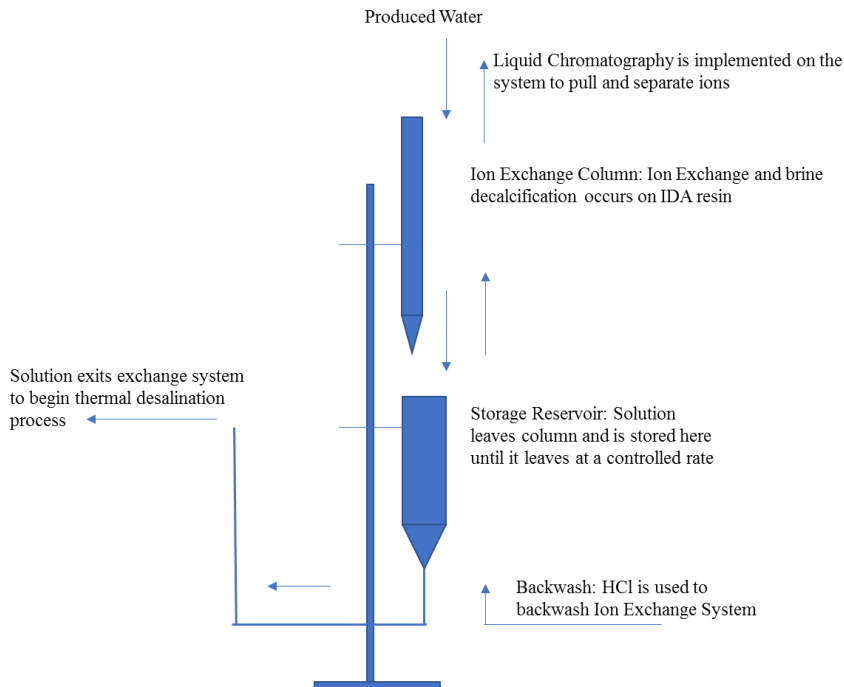 Produced Water
Liquid Chromatography is implemented on the
system to pull and separate ions
Ion Exchange Column: Ion Exchange and brine
decalcification occurs on IDA resin
Solution exits exchange system
to begin thermal desalination
process
Storage Reservoir: Solution
leaves column and is stored here
until it leaves at a controlled rate
Backwash: HCl is used to
backwash Ion Exchange System